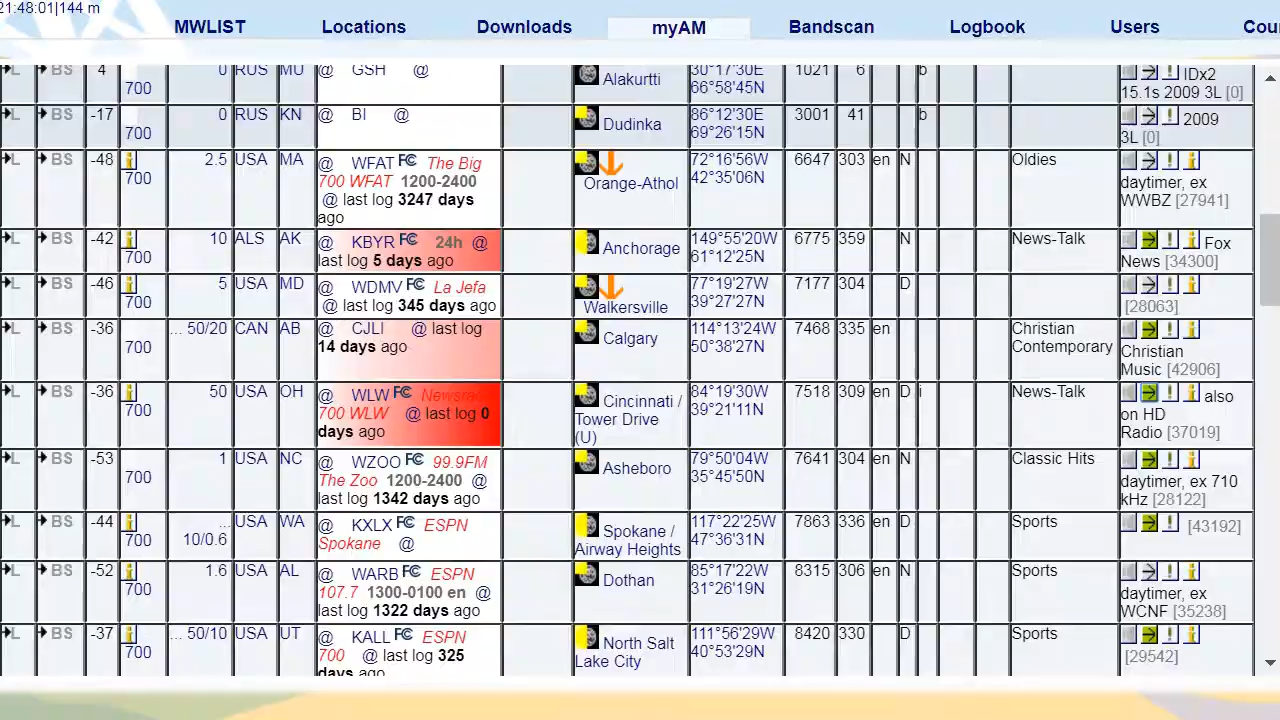 21:48:01|144 m
MWLIST Locations Downloads myAM Bandscan Logbook Users Cou
L BS 4 700 0 RUS MU @ GSH @ Alakurtti 30°17'30E 66°58'45N 1021 6 b IDx2 15.1s 2009 3L [0]
L BS -17 700 0 RUS KN @ BI @ Dudinka 86°12'30E 69°26'15N 3001 41 b 2009 3L [0]
L BS -48 i 700 2.5 USA MA @ WFAT FC The Big 700 WFAT 1200-2400 @ last log 3247 days ago Orange-Athol 72°16'56W 42°35'06N 6647 303 en N Oldies daytimer, ex WWBZ [27941]
L BS -42 i 700 10 ALS AK @ KBYR FC 24h @ last log 5 days ago Anchorage 149°55'20W 61°12'25N 6775 359 N News-Talk Fox News [34300]
L BS -46 i 700 5 USA MD @ WDMV FC La Jefa @ last log 345 days ago Walkersville 77°19'27W 39°27'27N 7177 304 D [28063]
L BS -36 700 ... 50/20 CAN AB @ CJLI @ last log 14 days ago Calgary 114°13'24W 50°38'27N 7468 335 en Christian Contemporary Christian Music [42906]
L BS -36 i 700 50 USA OH @ WLW FC Newsradio 700 WLW @ last log 0 days ago Cincinnati / Tower Drive (U) 84°19'30W 39°21'11N 7518 309 en D i News-Talk also on HD Radio [37019]
L BS -53 700 1 USA NC @ WZOO FC 99.9FM The Zoo 1200-2400 @ last log 1342 days ago Asheboro 79°50'04W 35°45'50N 7641 304 en N Classic Hits daytimer, ex 710 kHz [28122]
L BS -44 i 700 ... 10/0.6 USA WA @ KXLX FC ESPN Spokane @ Spokane / Airway Heights 117°22'25W 47°36'31N 7863 336 en D Sports [43192]
L BS -52 i 700 1.6 USA AL @ WARB FC ESPN 107.7 1300-0100 en @ last log 1322 days ago Dothan 85°17'22W 31°26'19N 8315 306 en N Sports daytimer, ex WCNF [35238]
L BS -37 i 700 ... 50/10 USA UT @ KALL FC ESPN 700 @ last log 325 days ago North Salt Lake City 111°56'29W 40°53'29N 8420 330 D Sports [29542]